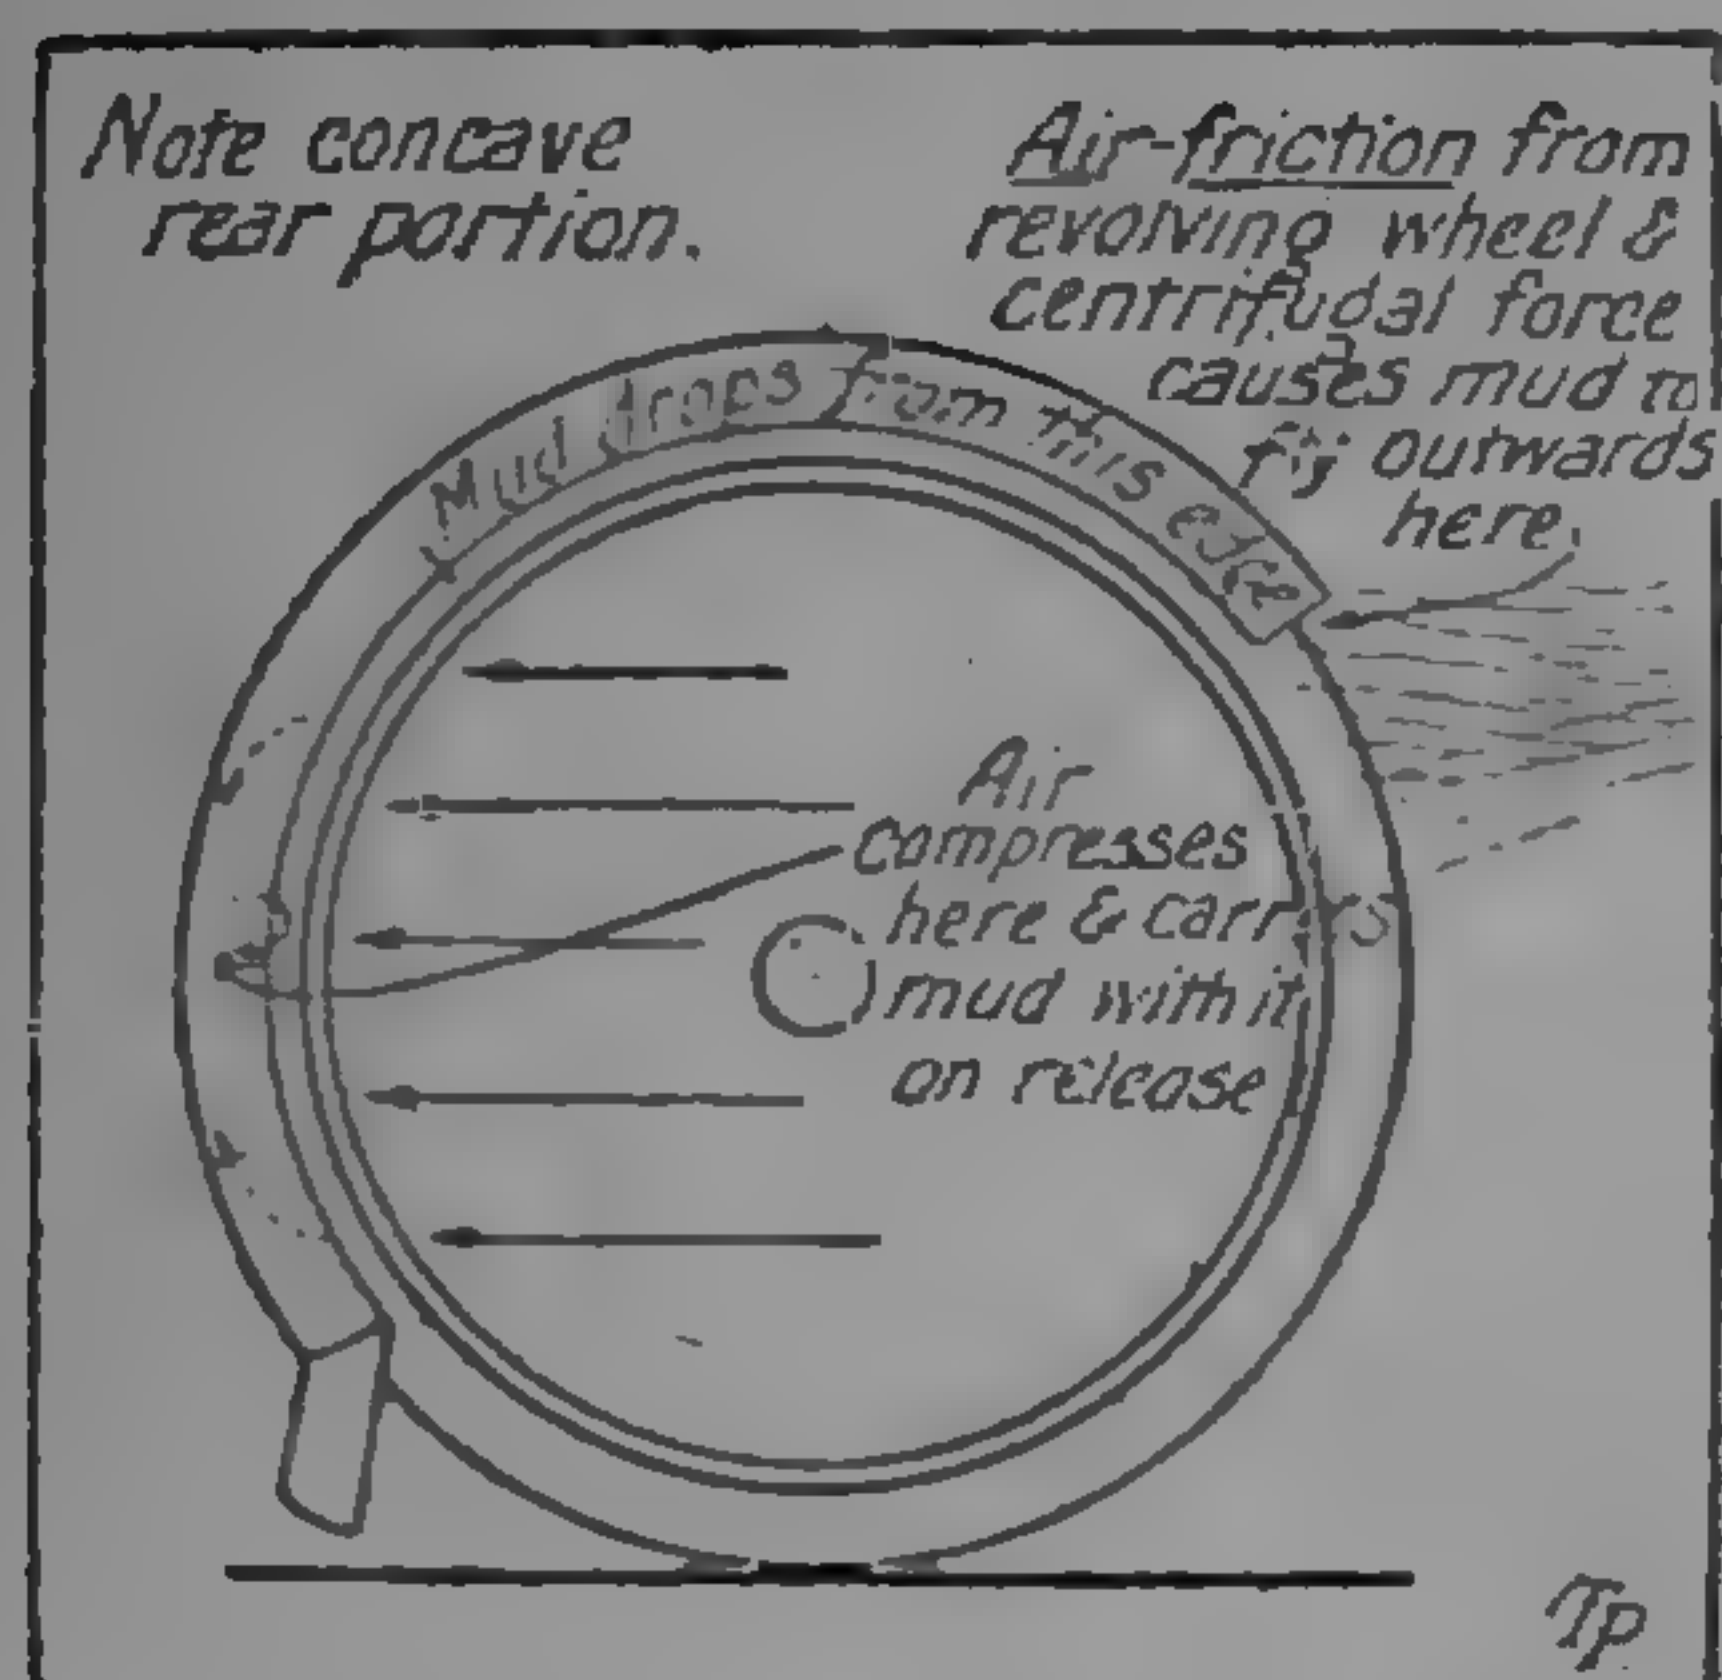 Note concave
rear portion.
Air-friction from
revolving wheel &
centrifugal force
causes mud to
fly outwards
here.
Mud drops from this edge
Air
compresses
here & carrys
mud with it
on release
TP